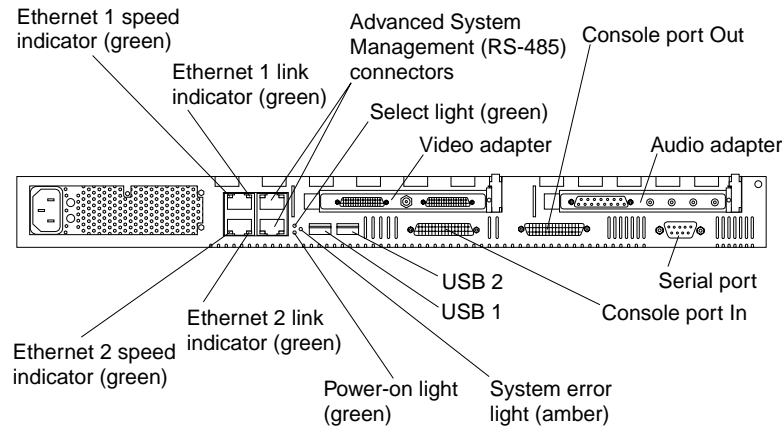 Ethernet 1 speed
indicator (green)
Advanced System
Management (RS-485)
connectors
Console port Out
Ethernet 1 link
indicator (green)
Select light (green)
Video adapter
Audio adapter
USB 2
USB 1
Serial port
Console port In
Ethernet 2 link
indicator (green)
Ethernet 2 speed
indicator (green)
Power-on light
(green)
System error
light (amber)